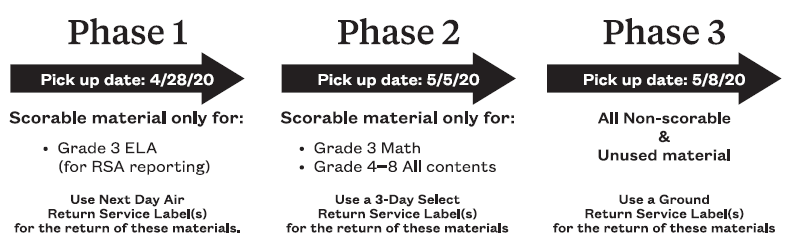 Phase 1
Pick up date: 4/28/20
Scorable material only for:
• Grade 3 ELA
(for RSA reporting)
Use Next Day Air
Return Service Label(s)
for the return of these materials.
Phase 2
Pick up date: 5/5/20
Scorable material only for:
• Grade 3 Math
• Grade 4–8 All contents
Use a 3-Day Select
Return Service Label(s)
for the return of these materials
Phase 3
Pick up date: 5/8/20
All Non-scorable
&
Unused material
Use a Ground
Return Service Label(s)
for the return of these materials